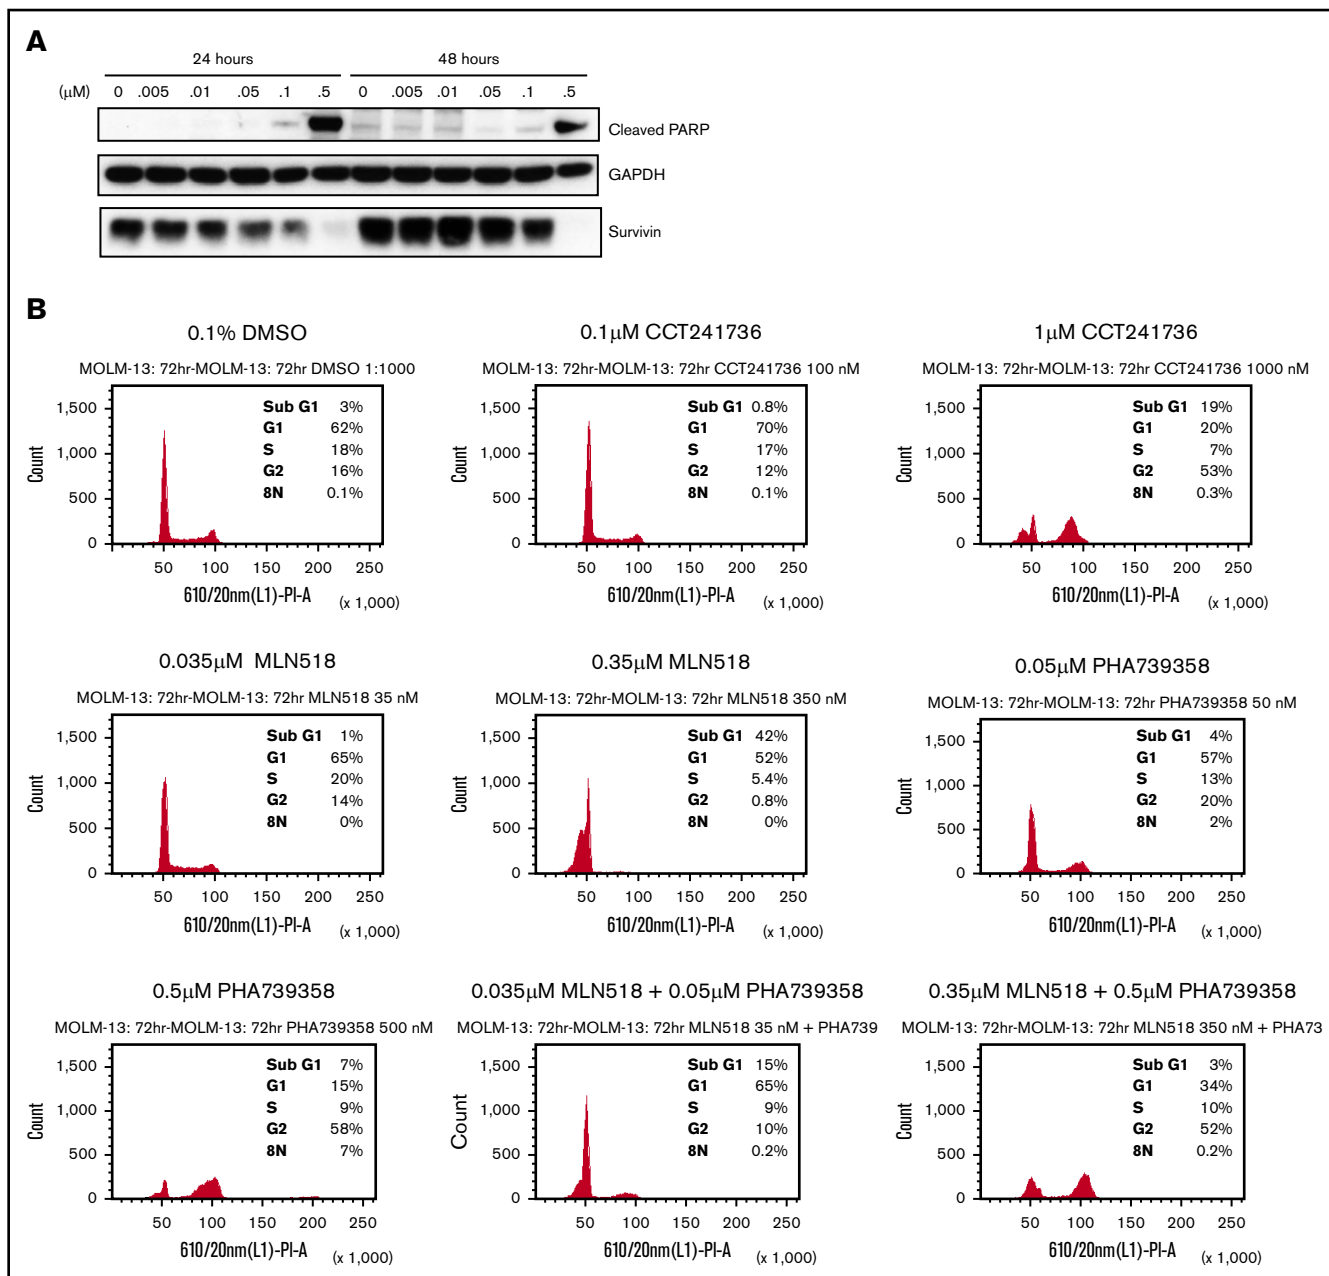 A
24 hours 48 hours
(μM) 0 .005 .01 .05 .1 .5 0 .005 .01 .05 .1 .5
Cleaved PARP
GAPDH
Survivin
B
0.1% DMSO
MOLM-13: 72hr-MOLM-13: 72hr DMSO 1:1000
Sub G1 3%
G1 62%
S 18%
G2 16%
8N 0.1%
Count
1,500
1,000
500
0
50 100 150 200 250
610/20nm(L1)-PI-A
(x 1,000)
0.1μM CCT241736
MOLM-13: 72hr-MOLM-13: 72hr CCT241736 100 nM
Sub G1 0.8%
G1 70%
S 17%
G2 12%
8N 0.1%
Count
1,500
1,000
500
0
50 100 150 200 250
610/20nm(L1)-PI-A
(x 1,000)
1μM CCT241736
MOLM-13: 72hr-MOLM-13: 72hr CCT241736 1000 nM
Sub G1 19%
G1 20%
S 7%
G2 53%
8N 0.3%
Count
1,500
1,000
500
0
50 100 150 200 250
610/20nm(L1)-PI-A
(x 1,000)
0.035μM MLN518
MOLM-13: 72hr-MOLM-13: 72hr MLN518 35 nM
Sub G1 1%
G1 65%
S 20%
G2 14%
8N 0%
Count
1,500
1,000
500
0
50 100 150 200 250
610/20nm(L1)-PI-A
(x 1,000)
0.35μM MLN518
MOLM-13: 72hr-MOLM-13: 72hr MLN518 350 nM
Sub G1 42%
G1 52%
S 5.4%
G2 0.8%
8N 0%
Count
1,500
1,000
500
0
50 100 150 200 250
610/20nm(L1)-PI-A
(x 1,000)
0.05μM PHA739358
MOLM-13: 72hr-MOLM-13: 72hr PHA739358 50 nM
Sub G1 4%
G1 57%
S 13%
G2 20%
8N 2%
Count
1,500
1,000
500
0
50 100 150 200 250
610/20nm(L1)-PI-A
(x 1,000)
0.5μM PHA739358
MOLM-13: 72hr-MOLM-13: 72hr PHA739358 500 nM
Sub G1 7%
G1 15%
S 9%
G2 58%
8N 7%
Count
1,500
1,000
500
0
50 100 150 200 250
610/20nm(L1)-PI-A
(x 1,000)
0.035μM MLN518 + 0.05μM PHA739358
MOLM-13: 72hr-MOLM-13: 72hr MLN518 35 nM + PHA739
Sub G1 15%
G1 65%
S 9%
G2 10%
8N 0.2%
Count
1,500
1,000
500
0
50 100 150 200 250
610/20nm(L1)-PI-A
(x 1,000)
0.35μM MLN518 + 0.5μM PHA739358
MOLM-13: 72hr-MOLM-13: 72hr MLN518 350 nM + PHA73
Sub G1 3%
G1 34%
S 10%
G2 52%
8N 0.2%
Count
1,500
1,000
500
0
50 100 150 200 250
610/20nm(L1)-PI-A
(x 1,000)